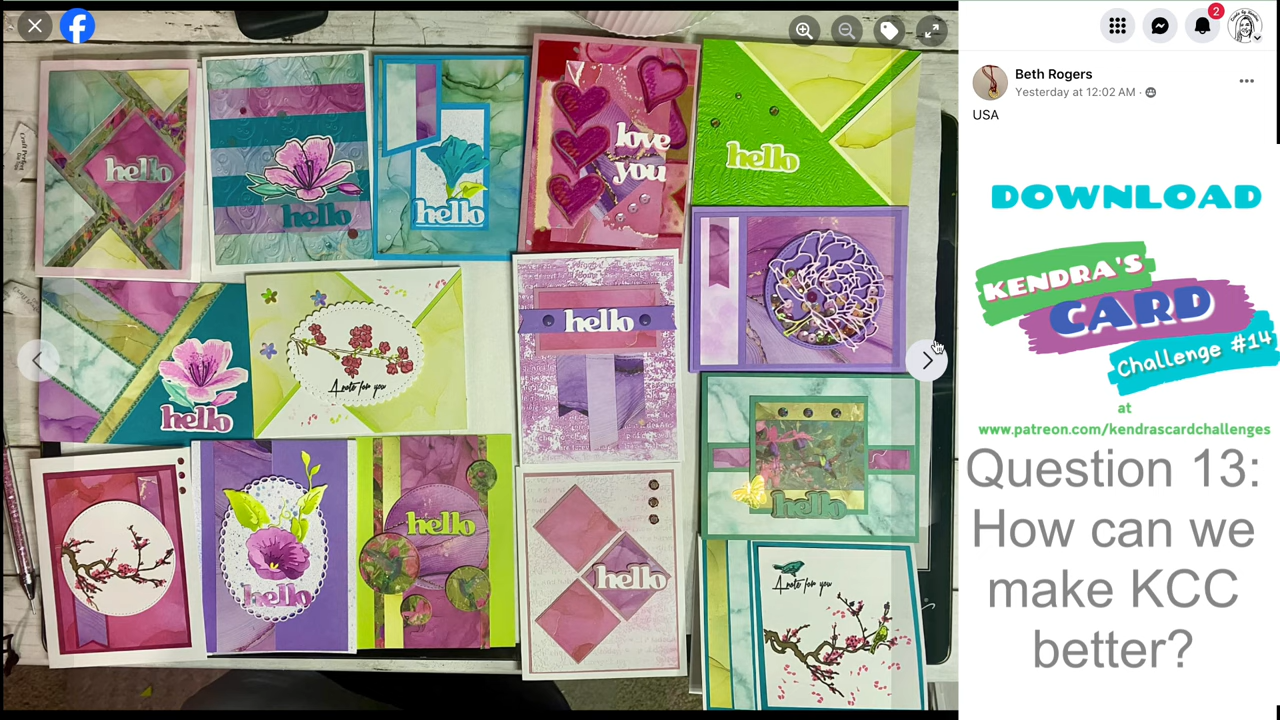 2
Beth Rogers
Yesterday at 12:02 AM ·
USA
DOWNLOAD
KENDRA'S
CARD
Challenge #14
at
www.patreon.com/kendrascardchallenges
Question 13:
How can we
make KCC
better?
hello
hello
hello
love
you
hello
hello
A note for you
hello
hello
hello
hello
hello
hello
A note for you